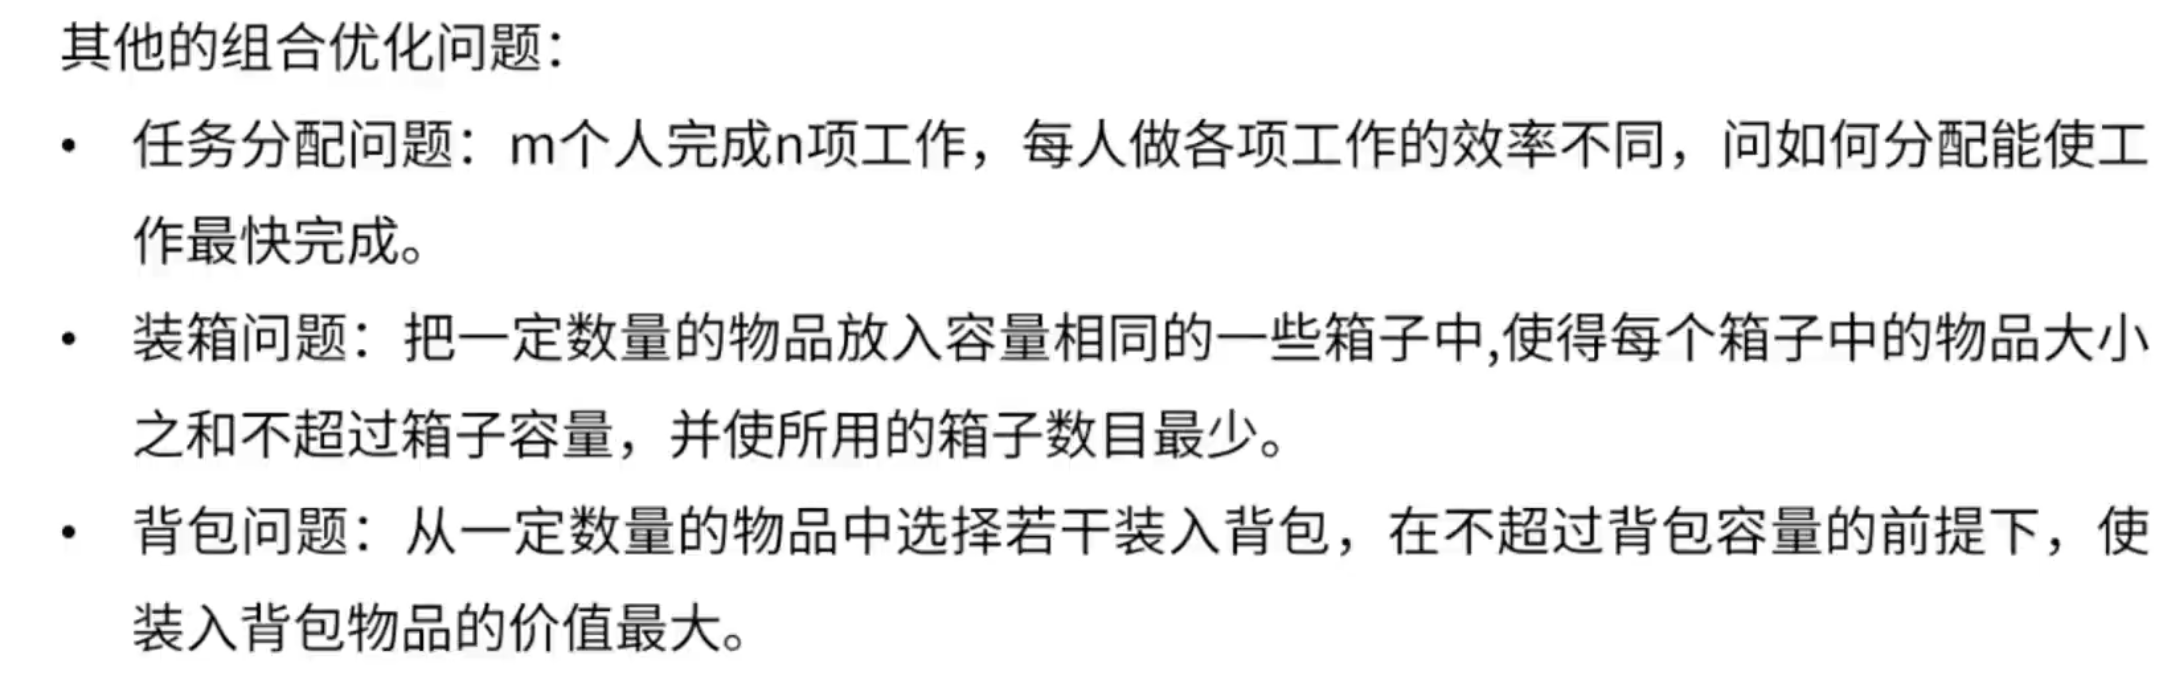 其他的组合优化问题：
• 任务分配问题：m个人完成n项工作，每人做各项工作的效率不同，问如何分配能使工
作最快完成。
• 装箱问题：把一定数量的物品放入容量相同的一些箱子中,使得每个箱子中的物品大小
之和不超过箱子容量，并使所用的箱子数目最少。
• 背包问题：从一定数量的物品中选择若干装入背包，在不超过背包容量的前提下，使
装入背包物品的价值最大。